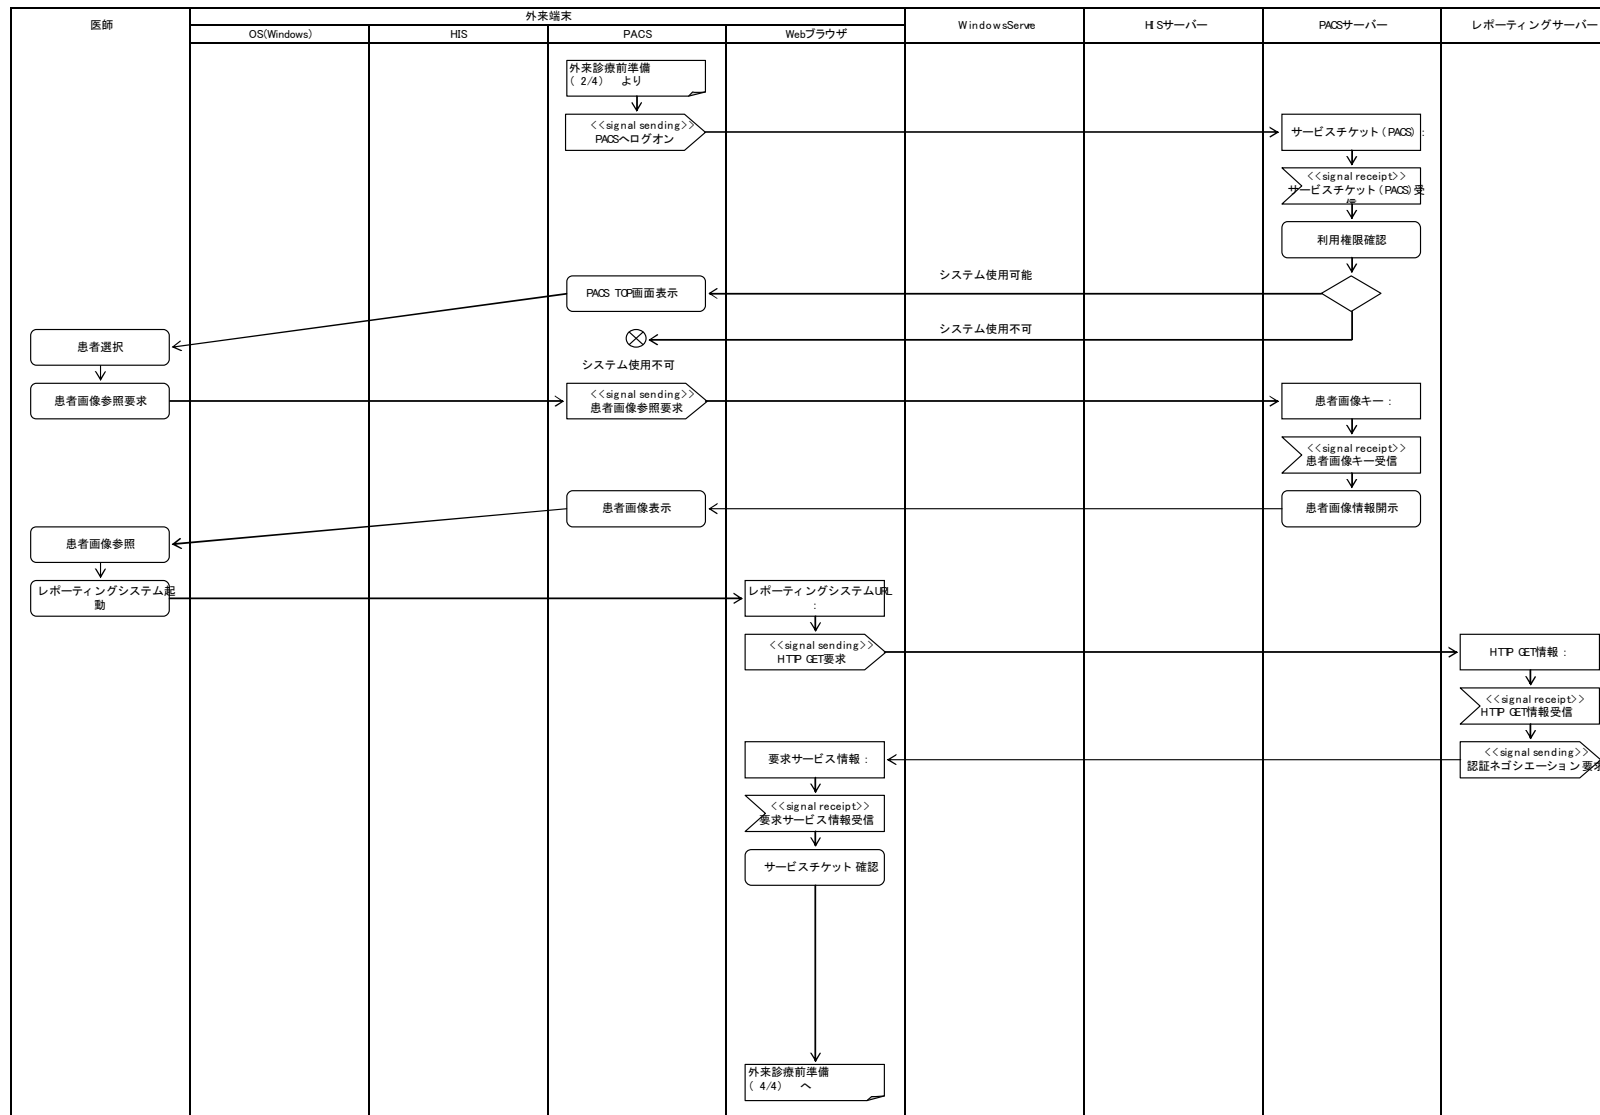 医師
外来端末
OS(Windows)
HIS
PACS
Webブラウザ
WindowsServre
HISサーバー
PACSサーバー
レポーティングサーバー
外来診療前準備
( 2/4) より
<<signal sending>>
PACSへログオン
サービスチケット(PACS) :
<<signal receipt>>
サービスチケット(PACS)受
信
利用権限確認
システム使用可能
PACS TOP画面表示
システム使用不可
患者選択
システム使用不可
患者画像参照要求
<<signal sending>>
患者画像参照要求
患者画像キー :
<<signal receipt>>
患者画像キー受信
患者画像表示
患者画像情報開示
患者画像参照
レポーティングシステム起
動
レポーティングシステムURL
:
<<signal sending>>
HTTP GET要求
HTTP GET情報 :
<<signal receipt>>
HTTP GET情報受信
要求サービス情報 :
<<signal sending>>
認証ネゴシエーション要求
<<signal receipt>>
要求サービス情報受信
サービスチケット確認
外来診療前準備
( 4/4) へ